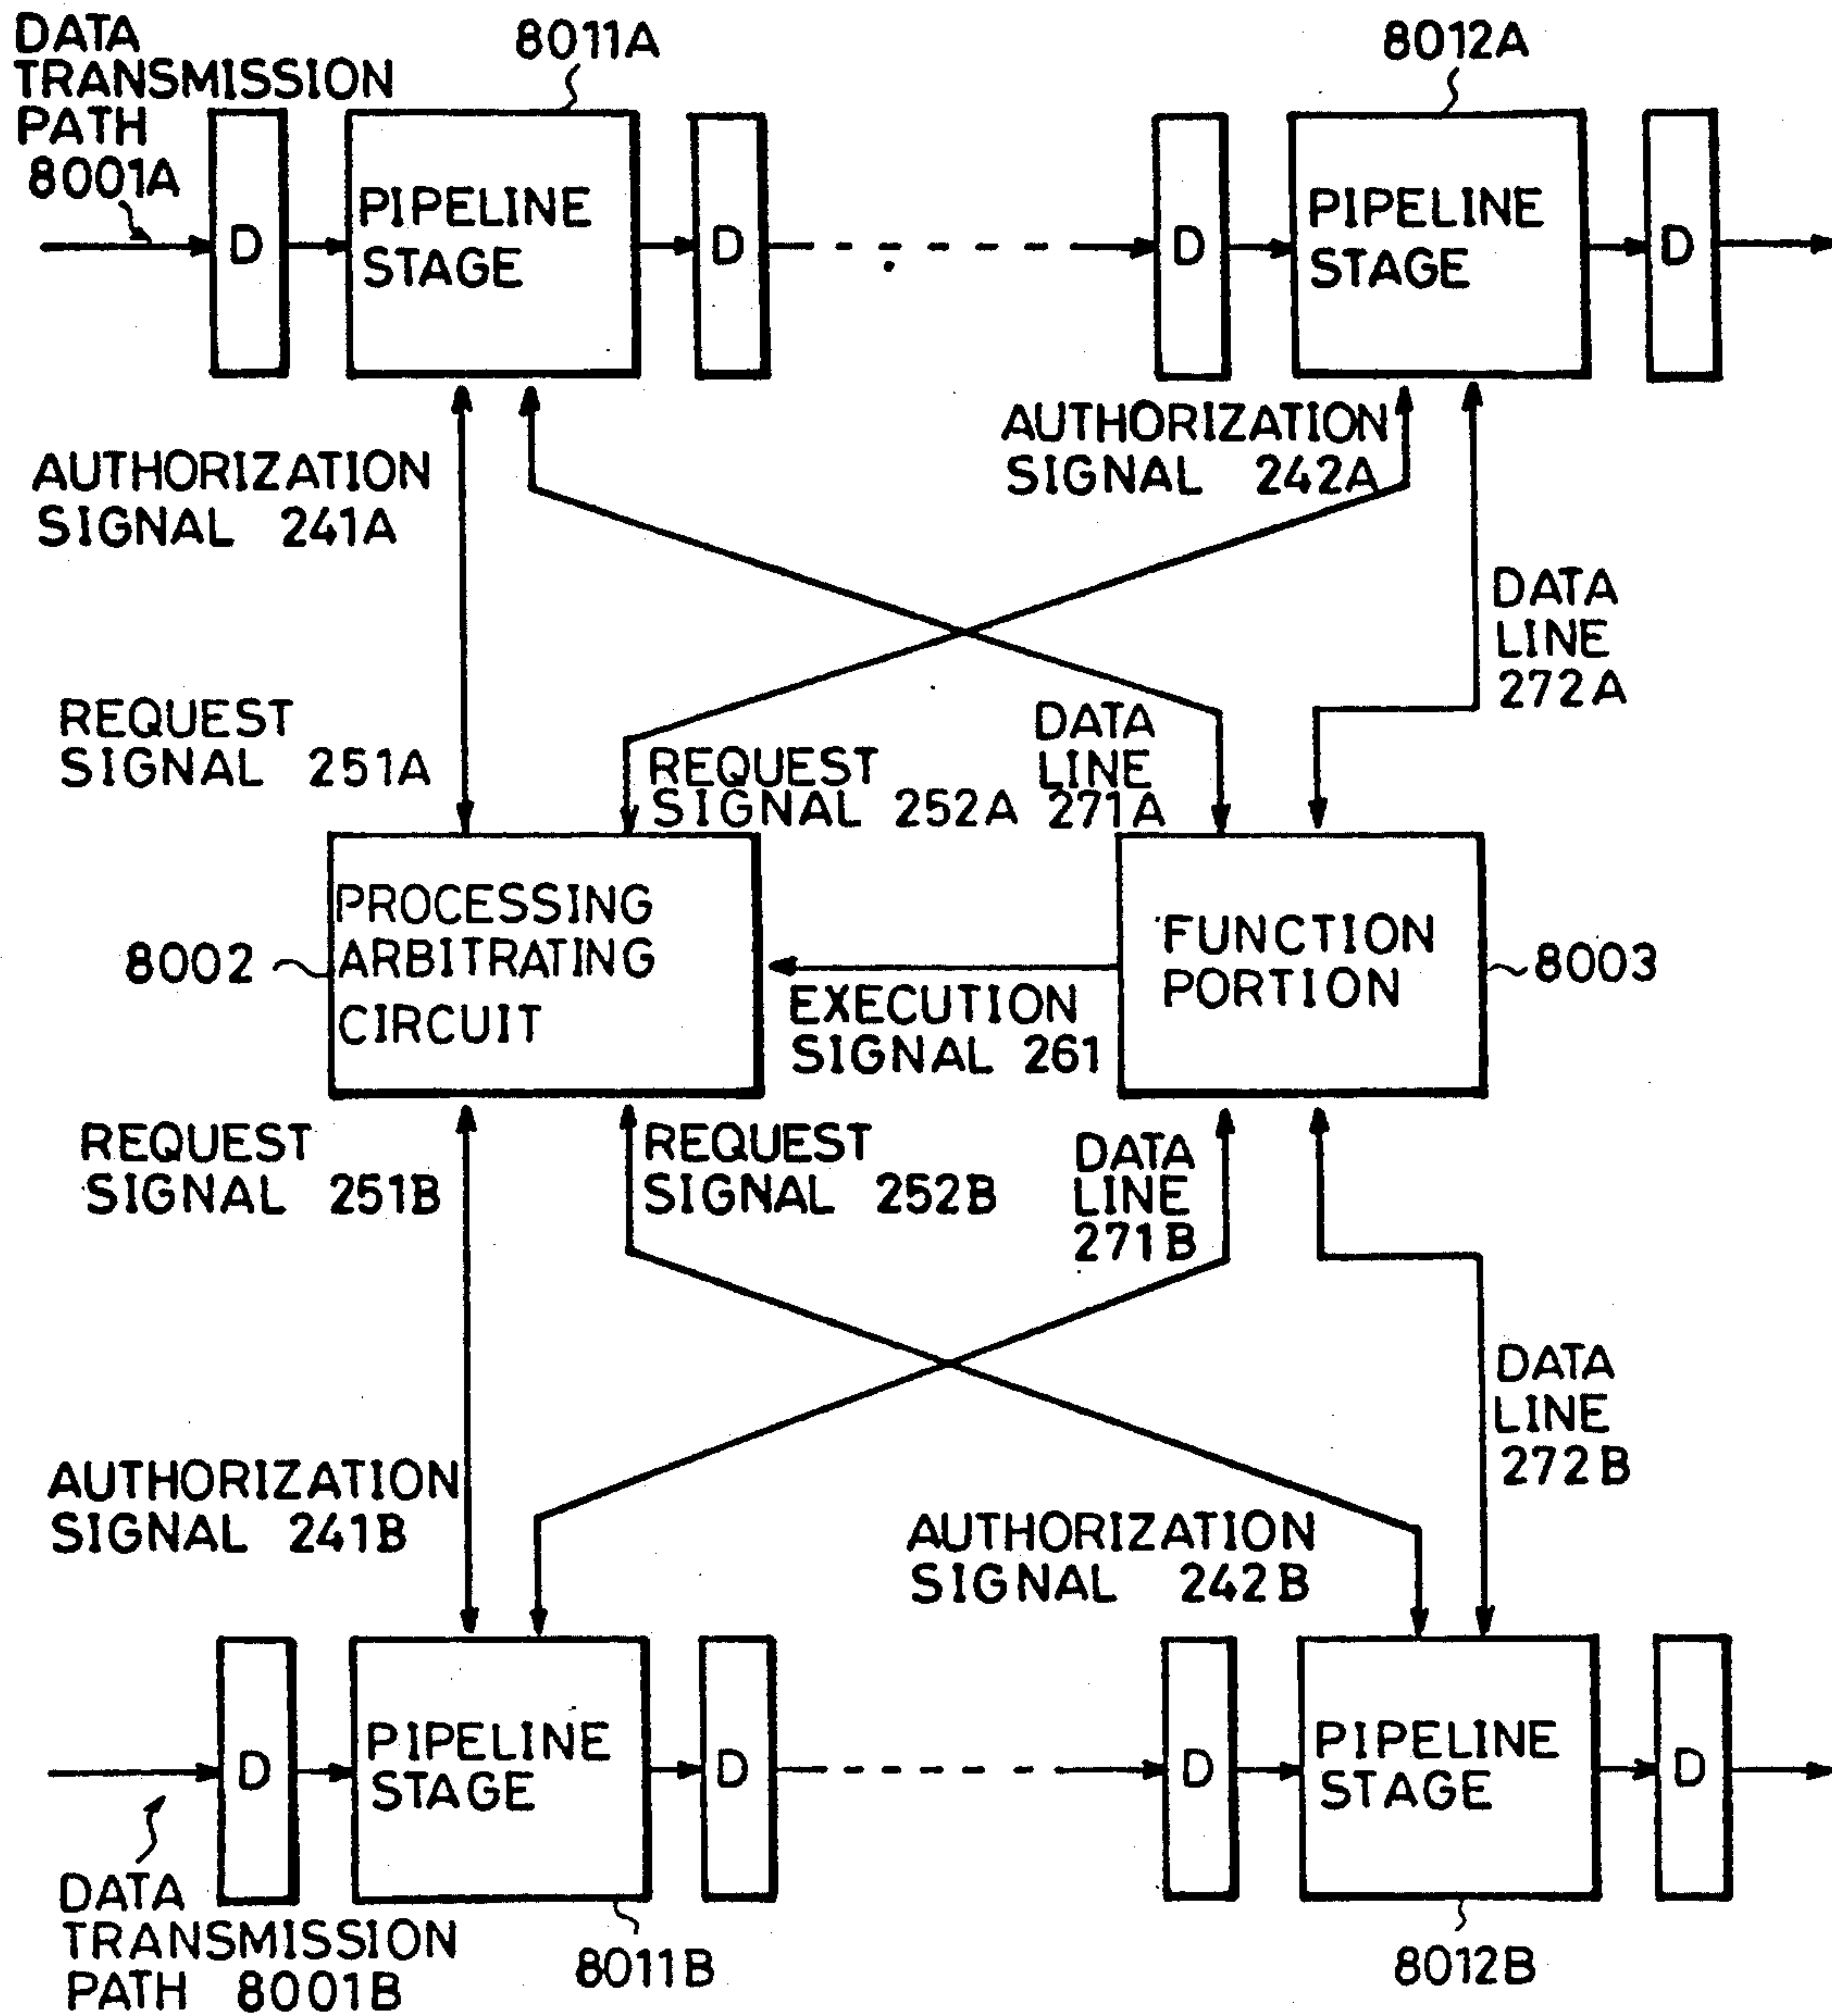 DATA
TRANSMISSION
PATH
8001A
8011A
8012A
D
PIPELINE
STAGE
D
D
PIPELINE
STAGE
D
AUTHORIZATION
SIGNAL 241A
AUTHORIZATION
SIGNAL 242A
DATA
LINE
272A
REQUEST
SIGNAL 251A
REQUEST
SIGNAL 252A
DATA
LINE
271A
PROCESSING
ARBITRATING
CIRCUIT
8002
FUNCTION
PORTION
8003
EXECUTION
SIGNAL 261
REQUEST
SIGNAL 251B
REQUEST
SIGNAL 252B
DATA
LINE
271B
DATA
LINE
272B
AUTHORIZATION
SIGNAL 241B
AUTHORIZATION
SIGNAL 242B
D
PIPELINE
STAGE
D
D
PIPELINE
STAGE
D
DATA
TRANSMISSION
PATH 8001B
8011B
8012B